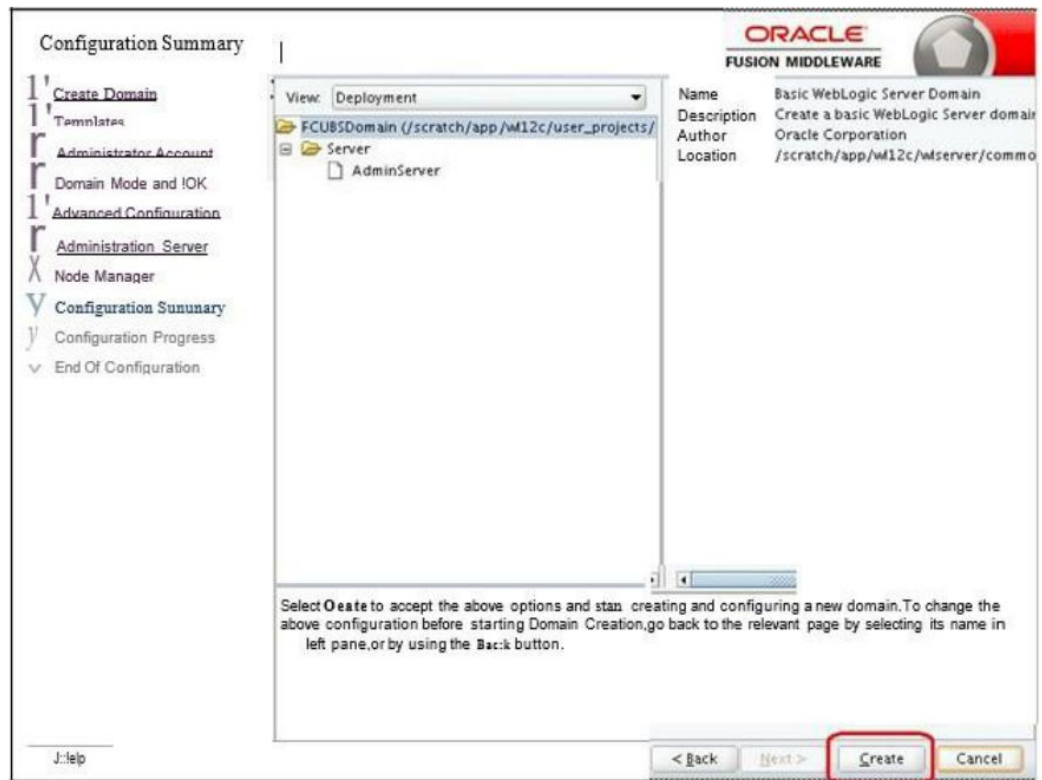 Configuration Summary
ORACLE
FUSION MIDDLEWARE
Create Domain
Templates
Administrator Account
Domain Mode and !OK
Advanced Configuration
Administration Server
Node Manager
Configuration Sununary
Configuration Progress
End Of Configuration
View: Deployment
FCUBSDomain (/scratch/app/wl12c/user_projects/
Server
AdminServer
Name Basic WebLogic Server Domain
Description Create a basic WebLogic Server domain
Author Oracle Corporation
Location /scratch/app/wl12c/wlserver/commo
Select Oeate to accept the above options and stan creating and configuring a new domain.To change the
above configuration before starting Domain Creation,go back to the relevant page by selecting its name in
left pane,or by using the Bac:k button.
J::lelp
< Back Next > Create Cancel